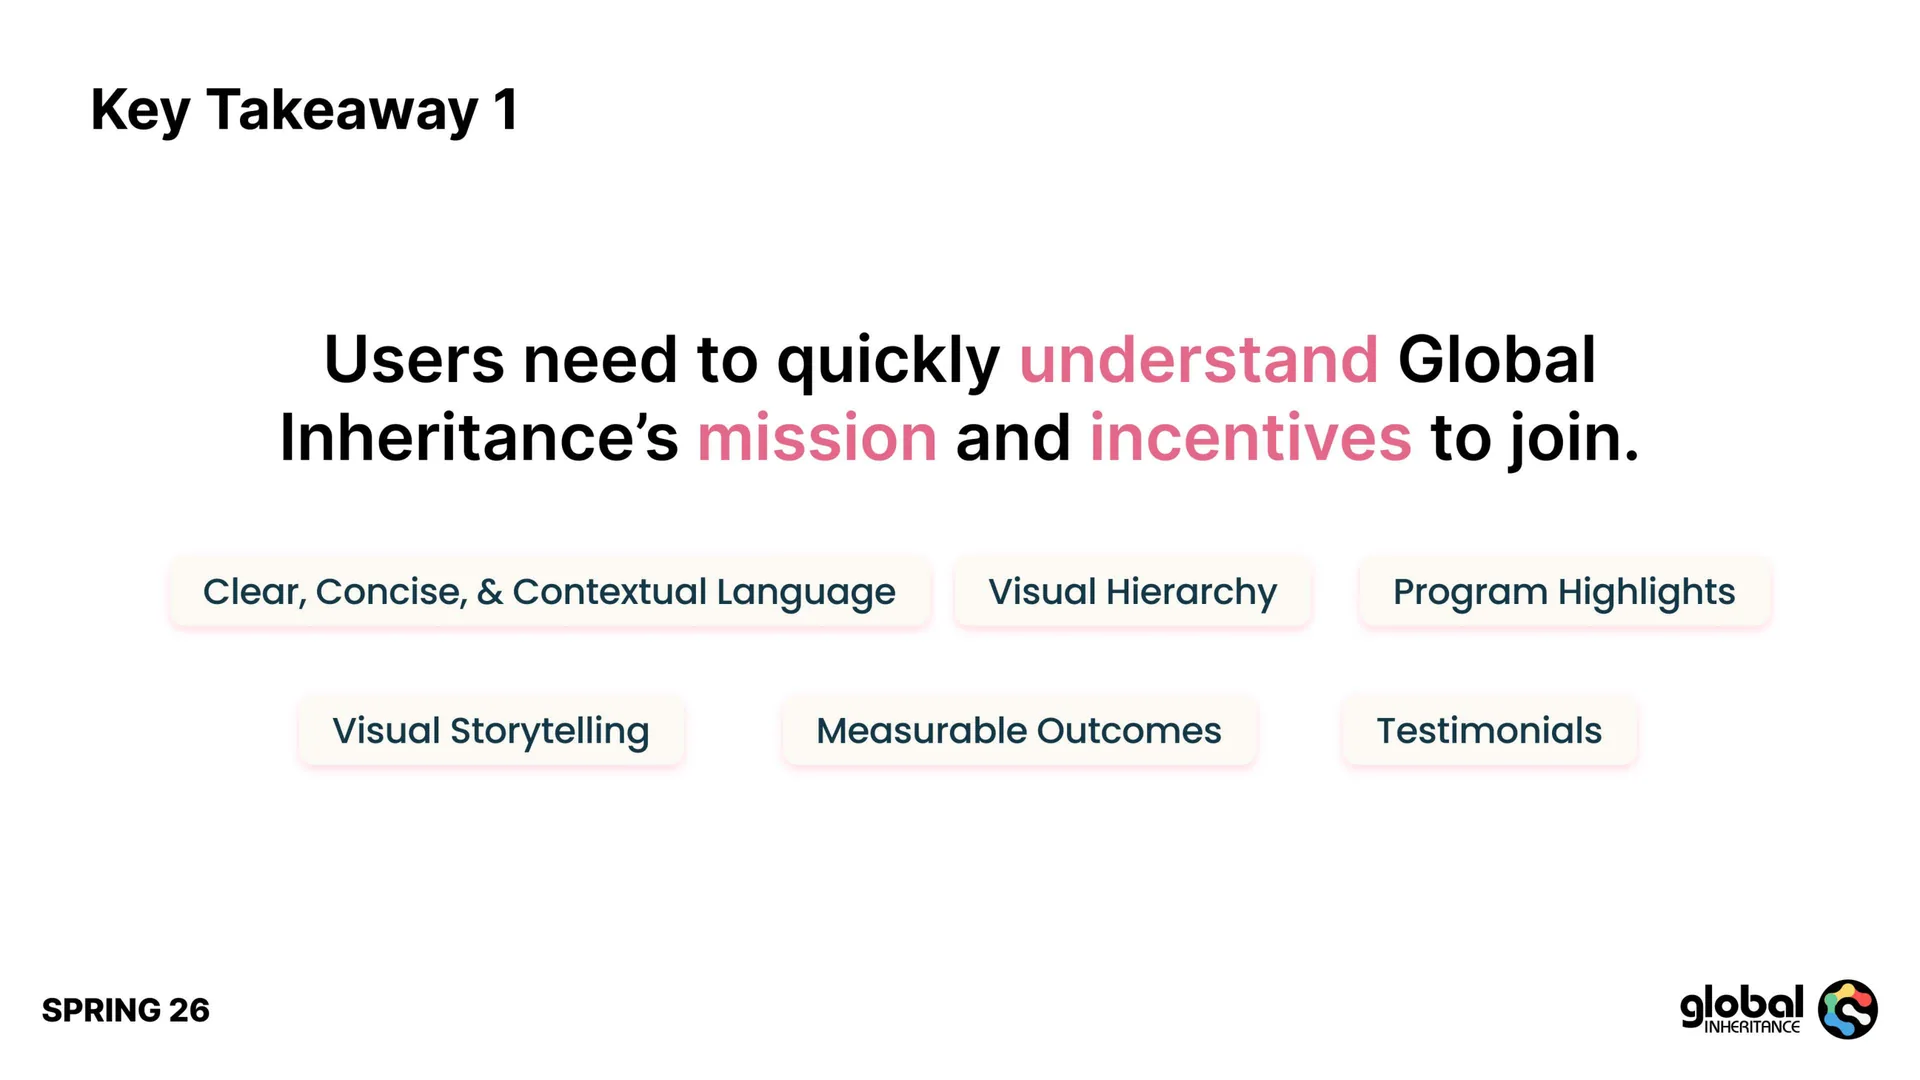 Key Takeaway 1
Users need to quickly understand Global
Inheritance’s mission and incentives to join.
Clear, Concise, & Contextual Language
Visual Hierarchy
Program Highlights
Visual Storytelling
Measurable Outcomes
Testimonials
SPRING 26
global
INHERITANCE